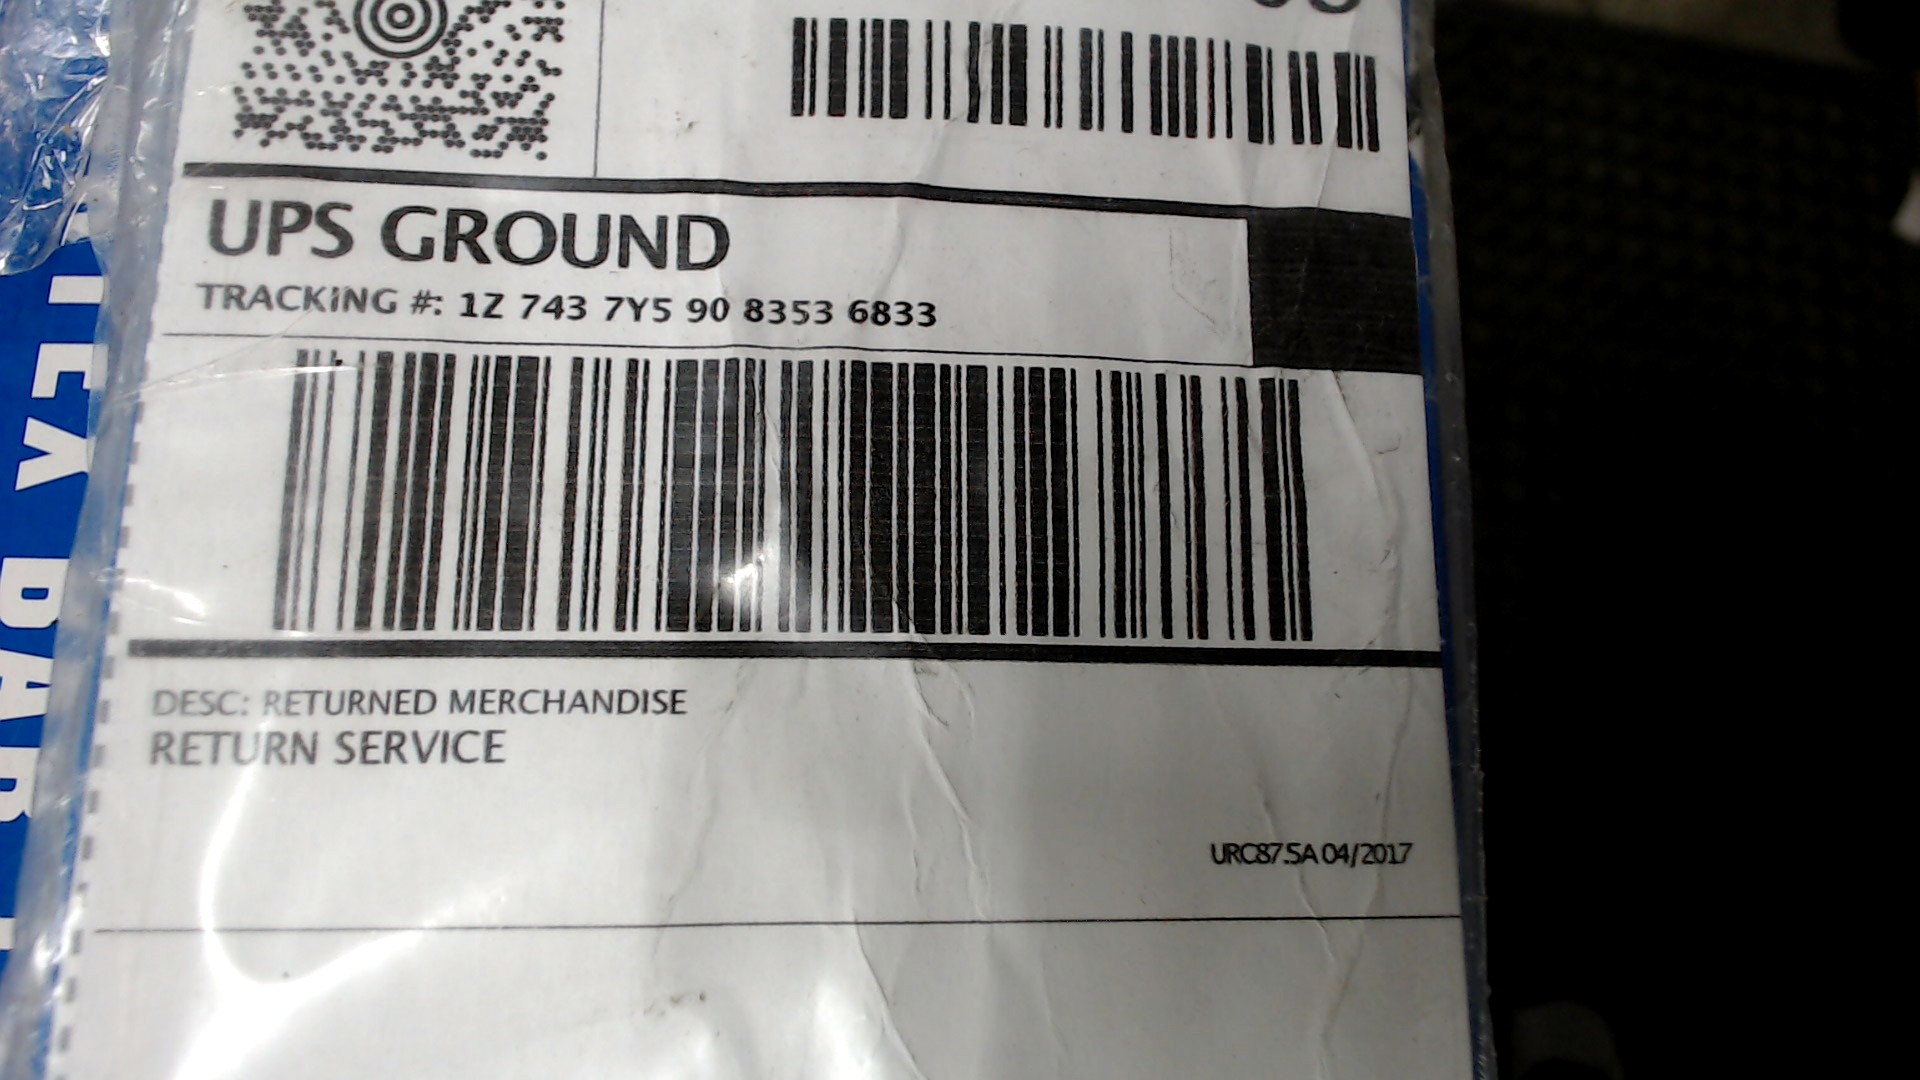 UPS GROUND
TRACKING #: 1Z 743 7Y5 90 8353 6833
DESC: RETURNED MERCHANDISE
RETURN SERVICE
URC87.5A 04/2017